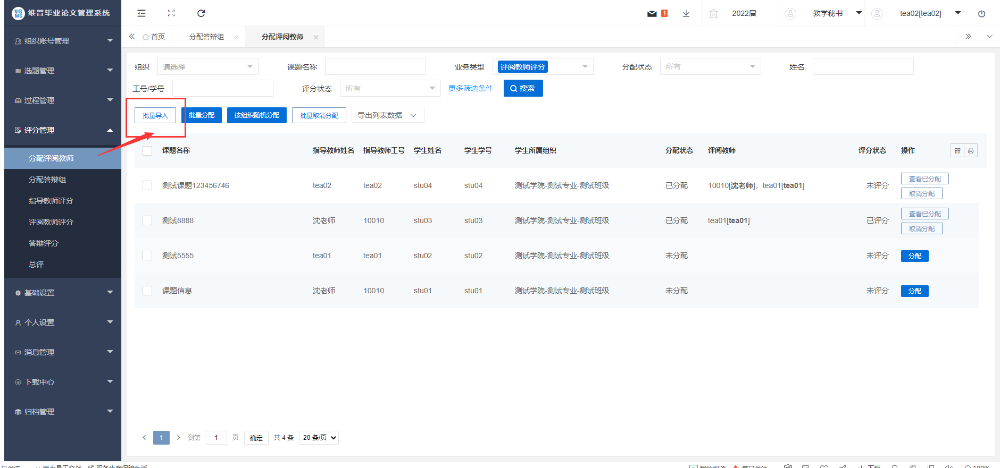 维普毕业论文管理系统
1
2022届
教学秘书
tea02[tea02]
首页
分配答辩组
分配评阅教师
组织账号管理
选题管理
过程管理
评分管理
分配评阅教师
分配答辩组
指导教师评分
评阅教师评分
答辩评分
总评
基础设置
个人设置
消息管理
下载中心
归档管理
组织 请选择 课题名称 业务类型 评阅教师评分 分配状态 所有 姓名
工号/学号 评分状态 所有 更多筛选条件 搜索
批量导入 批量分配 按组织随机分配 批量取消分配 导出列表数据
课题名称 指导教师姓名 指导教师工号 学生姓名 学生学号 学生所属组织 分配状态 评阅教师 评分状态 操作
测试课题123456746 tea02 tea02 stu04 stu04 测试学院-测试专业-测试班级 已分配 10010[沈老师]，tea01[tea01] 未评分 查看已分配
取消分配
测试8888 沈老师 10010 stu03 stu03 测试学院-测试专业-测试班级 已分配 tea01[tea01] 已评分 查看已分配
取消分配
测试5555 tea01 tea01 stu02 stu02 测试学院-测试专业-测试班级 未分配 未评分 分配
课题信息 沈老师 10010 stu01 stu01 测试学院-测试专业-测试班级 未分配 未评分 分配
1 到第 1 页 确定 共 4 条 20 条/页
我的视频 每日关注 下载 100%